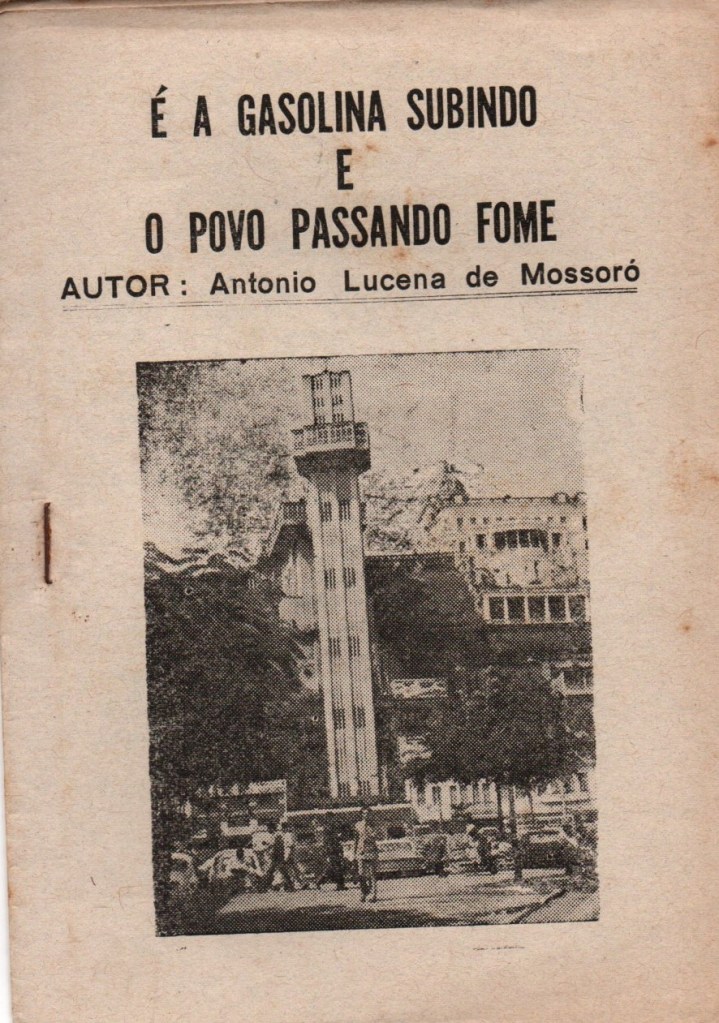 É A GASOLINA SUBINDO
E
O POVO PASSANDO FOME
AUTOR: Antonio Lucena de Mossoró